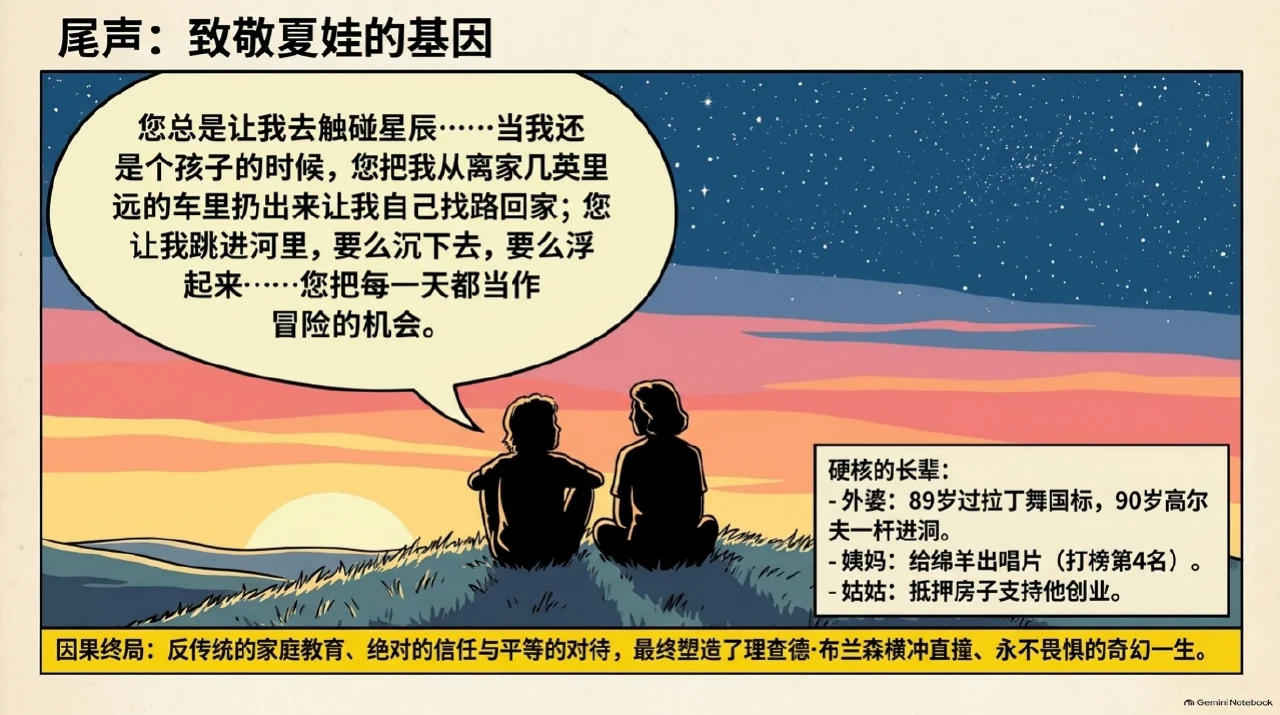 尾声：致敬夏娃的基因
您总是让我去触碰星辰……当我还
是个孩子的时候，您把我从离家几英里
远的车里扔出来让我自己找路回家；您
让我跳进河里，要么沉下去，要么浮
起来……您把每一天都当作
冒险的机会。
硬核的长辈：
- 外婆：89岁过拉丁舞国标，90岁高尔
夫一杆进洞。
- 姨妈：给绵羊出唱片（打榜第4名）。
- 姑姑：抵押房子支持他创业。
因果终局：反传统的家庭教育、绝对的信任与平等的对待，最终塑造了理查德·布兰森横冲直撞、永不畏惧的奇幻一生。
Gemini Notebook